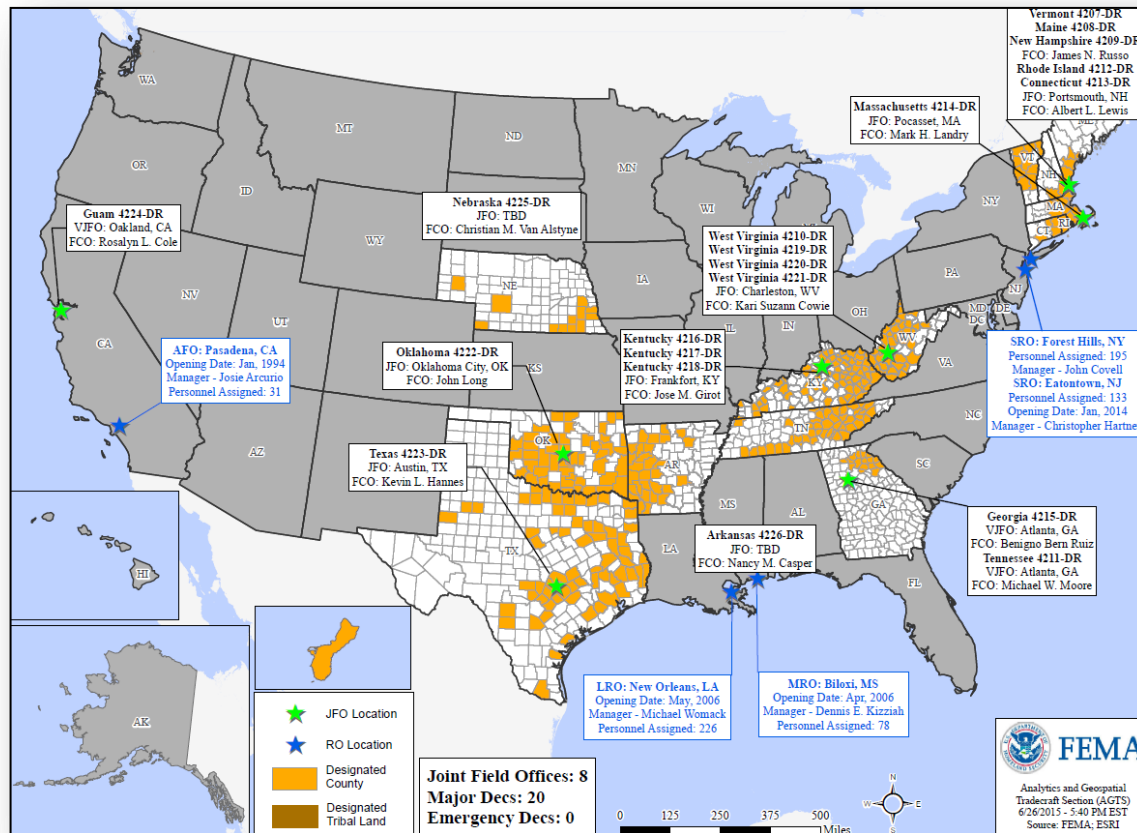 Vermont 4207-DR
Maine 4208-DR
New Hampshire 4209-DR
FCO: James N. Russo
Rhode Island 4212-DR
Connecticut 4213-DR
JFO: Portsmouth, NH
FCO: Albert L. Lewis
Massachusetts 4214-DR
JFO: Pocasset, MA
FCO: Mark H. Landry
Guam 4224-DR
VJFO: Oakland, CA
FCO: Rosalyn L. Cole
Nebraska 4225-DR
JFO: TBD
FCO: Christian M. Van Alstyne
West Virginia 4210-DR
West Virginia 4219-DR
West Virginia 4220-DR
West Virginia 4221-DR
JFO: Charleston, WV
FCO: Kari Suzann Cowie
AFO: Pasadena, CA
Opening Date: Jan, 1994
Manager - Josie Arcurio
Personnel Assigned: 31
Oklahoma 4222-DR
JFO: Oklahoma City, OK
FCO: John Long
Kentucky 4216-DR
Kentucky 4217-DR
Kentucky 4218-DR
JFO: Frankfort, KY
FCO: Jose M. Girot
SRO: Forest Hills, NY
Personnel Assigned: 195
Manager - John Covell
SRO: Eatontown, NJ
Personnel Assigned: 133
Opening Date: Jan, 2014
Manager - Christopher Hartne
Texas 4223-DR
JFO: Austin, TX
FCO: Kevin L. Hannes
Arkansas 4226-DR
JFO: TBD
FCO: Nancy M. Casper
Georgia 4215-DR
VJFO: Atlanta, GA
FCO: Benigno Bern Ruiz
Tennessee 4211-DR
VJFO: Atlanta, GA
FCO: Michael W. Moore
LRO: New Orleans, LA
Opening Date: May, 2006
Manager - Michael Womack
Personnel Assigned: 226
MRO: Biloxi, MS
Opening Date: Apr, 2006
Manager - Dennis E. Kizziah
Personnel Assigned: 78
WA
MT
ND
MN
OR
ID
WI
NY
VT
NH
ME
MA
RI
CT
WY
NE
IA
PA
NJ
NV
UT
IL
IN
OH
MD
DE
DC
CA
KS
KY
WV
VA
AZ
OK
AR
TN
NC
SC
TX
LA
MS
AL
GA
FL
HI
AK
JFO Location
RO Location
Designated
County
Designated
Tribal Land
Joint Field Offices: 8
Major Decs: 20
Emergency Decs: 0
N
W
E
S
0
125
250
500
Miles
FEMA
Analytics and Geospatial
Tradecraft Section (AGTS)
6/26/2015 - 5:40 PM EST
Source: FEMA; ESRI